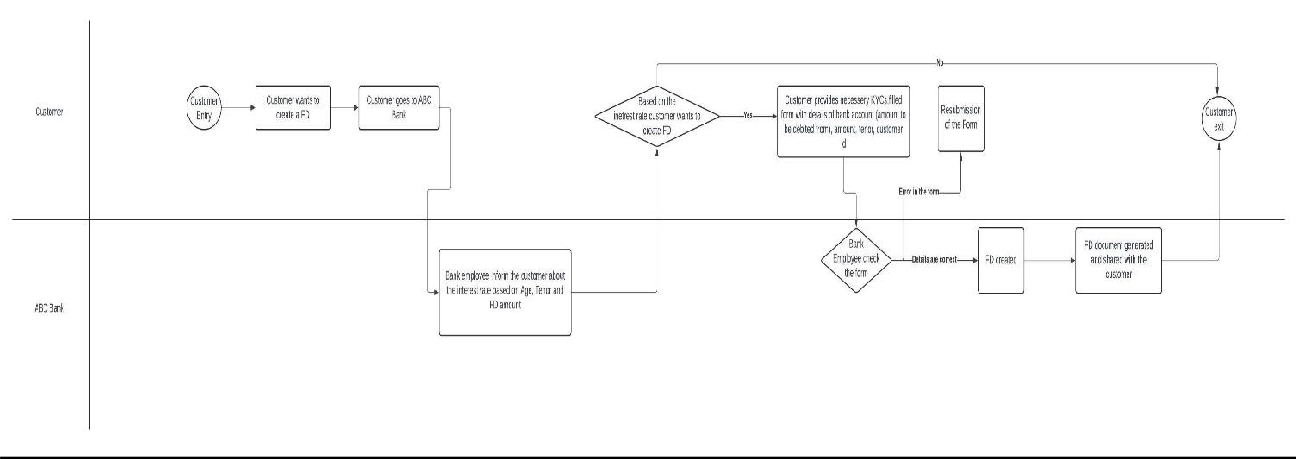 Customer
Customer
Entry
Customer wants to
create a FD
Customer goes to ABC
Bank
Based on the
interest rate customer wants to
create FD
No
Yes
Customer provides necessary KYC, filled
form with details of bank account (amount to
be debited from), amount, tenor, customer
id
Resubmission
of the Form
Customer
exit
Error in the form
ABC Bank
Bank employee inform the customer about
the interest rate based on Age, Tenor and
FD amount
Bank
Employee check
the form
Details are correct
FD created
FD document generated
and shared with the
customer